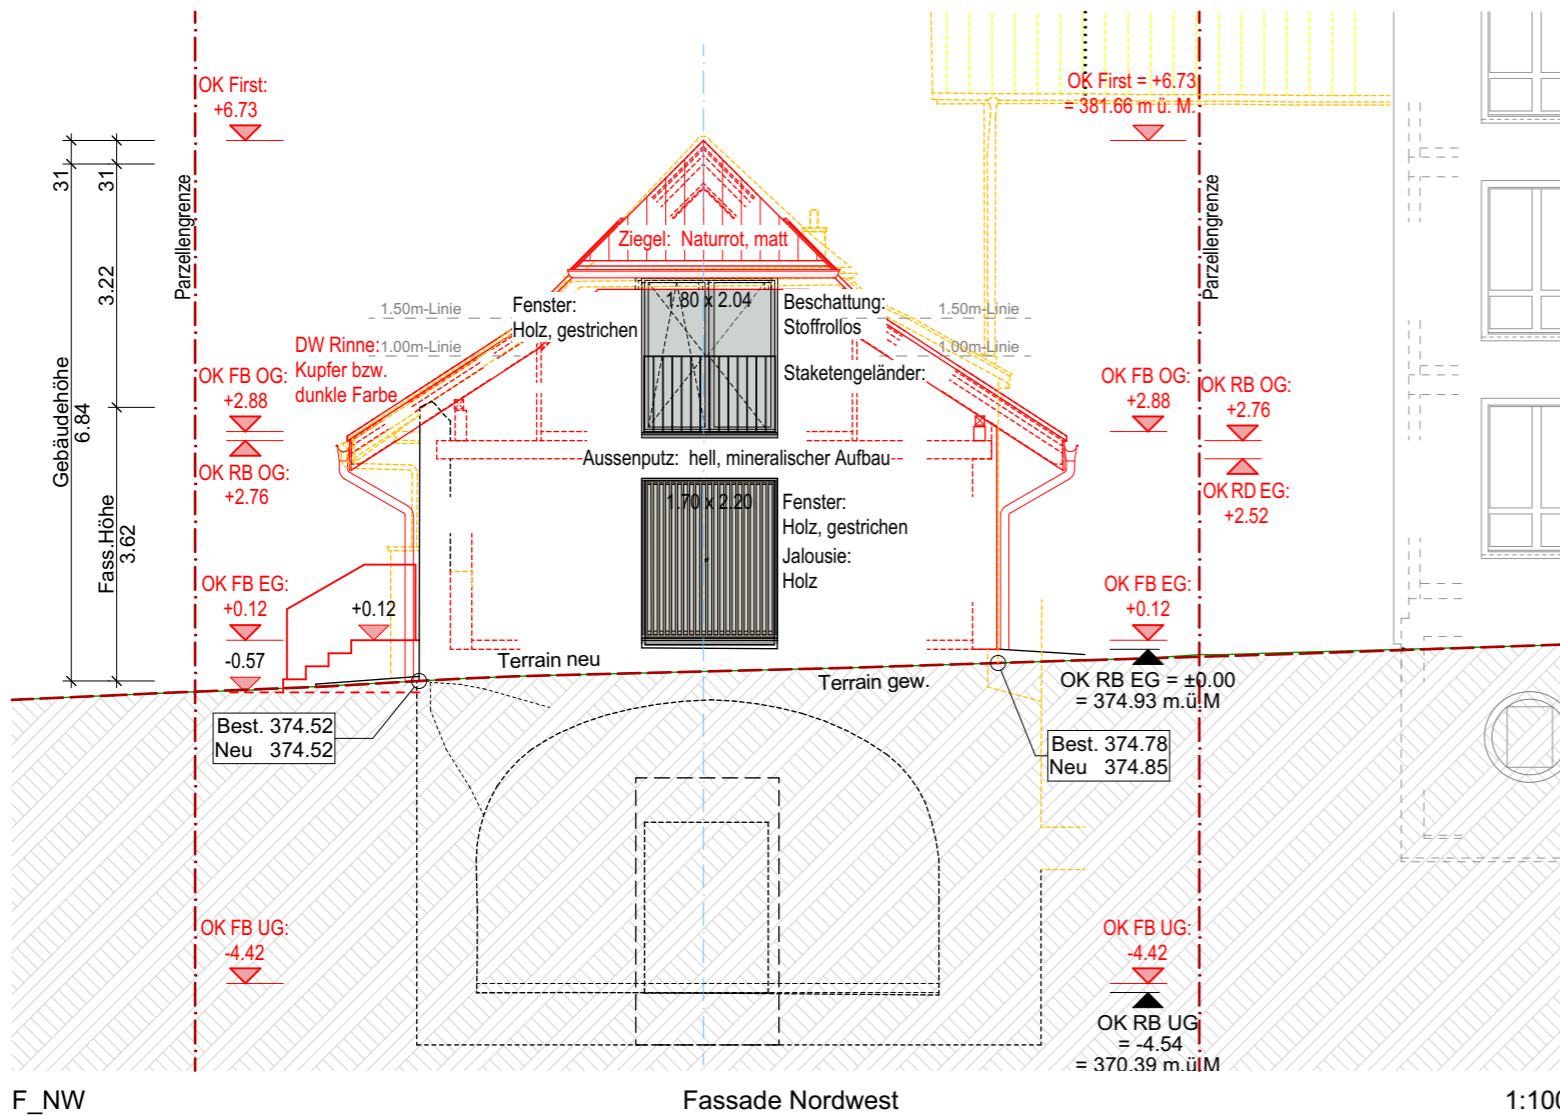 OK First:
+6.73
OK First = +6.73
= 381.66 m ü. M.
31
31
Parzellengrenze
Parzellengrenze
Ziegel: Naturrot, matt
3.22
Gebäudehöhe
6.84
Fass.Höhe
3.62
1.50m-Linie
1.00m-Linie
1.50m-Linie
1.00m-Linie
Fenster:
Holz, gestrichen
1.80 x 2.04
Beschattung:
Stoffrollos
Staketengeländer:
DW Rinne:
Kupfer bzw.
dunkle Farbe
OK FB OG:
+2.88
OK RB OG:
+2.76
OK FB OG:
+2.88
OK RB OG:
+2.76
OK RD EG:
+2.52
Aussenputz: hell, mineralischer Aufbau
1.70 x 2.20
Fenster:
Holz, gestrichen
Jalousie:
Holz
OK FB EG:
+0.12
+0.12
-0.57
OK FB EG:
+0.12
Terrain neu
Terrain gew.
OK RB EG = ±0.00
= 374.93 m.ü.M
Best. 374.52
Neu 374.52
Best. 374.78
Neu 374.85
OK FB UG:
-4.42
OK FB UG:
-4.42
OK RB UG
= -4.54
= 370.39 m.ü.M
F_NW
Fassade Nordwest
1:100